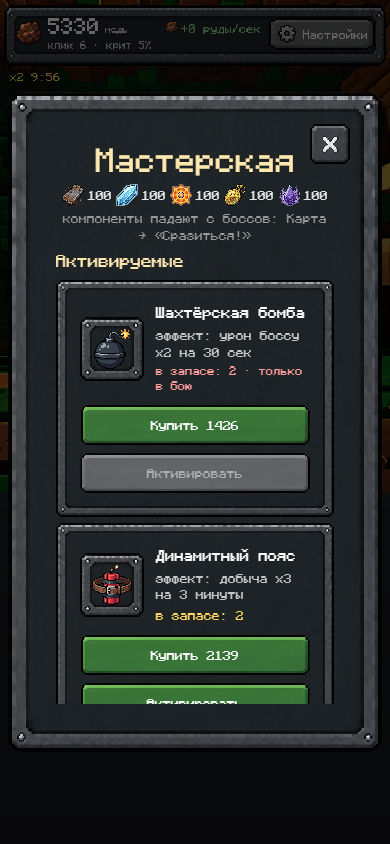 5330 медь
+0 руды/сек
Настройки
клик 6 · крит 5%
x2 9:56
Мастерская
100 100 100 100 100
компоненты падают с боссов: Карта
→ «Сразиться!»
Активируемые
Шахтёрская бомба
эффект: урон боссу
x2 на 30 сек
в запасе: 2 · только
в бою
Купить 1426
Активировать
Динамитный пояс
эффект: добыча x3
на 3 минуты
в запасе: 2
Купить 2139
Активировать